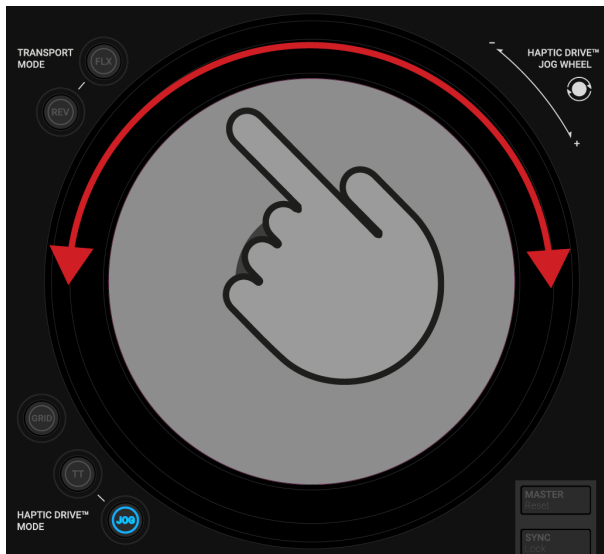 TRANSPORT
MODE
FLX
REV
−
HAPTIC DRIVE™
JOG WHEEL
+
GRID
TT
HAPTIC DRIVE™
MODE
JOG
MASTER
Reset
SYNC
Lock